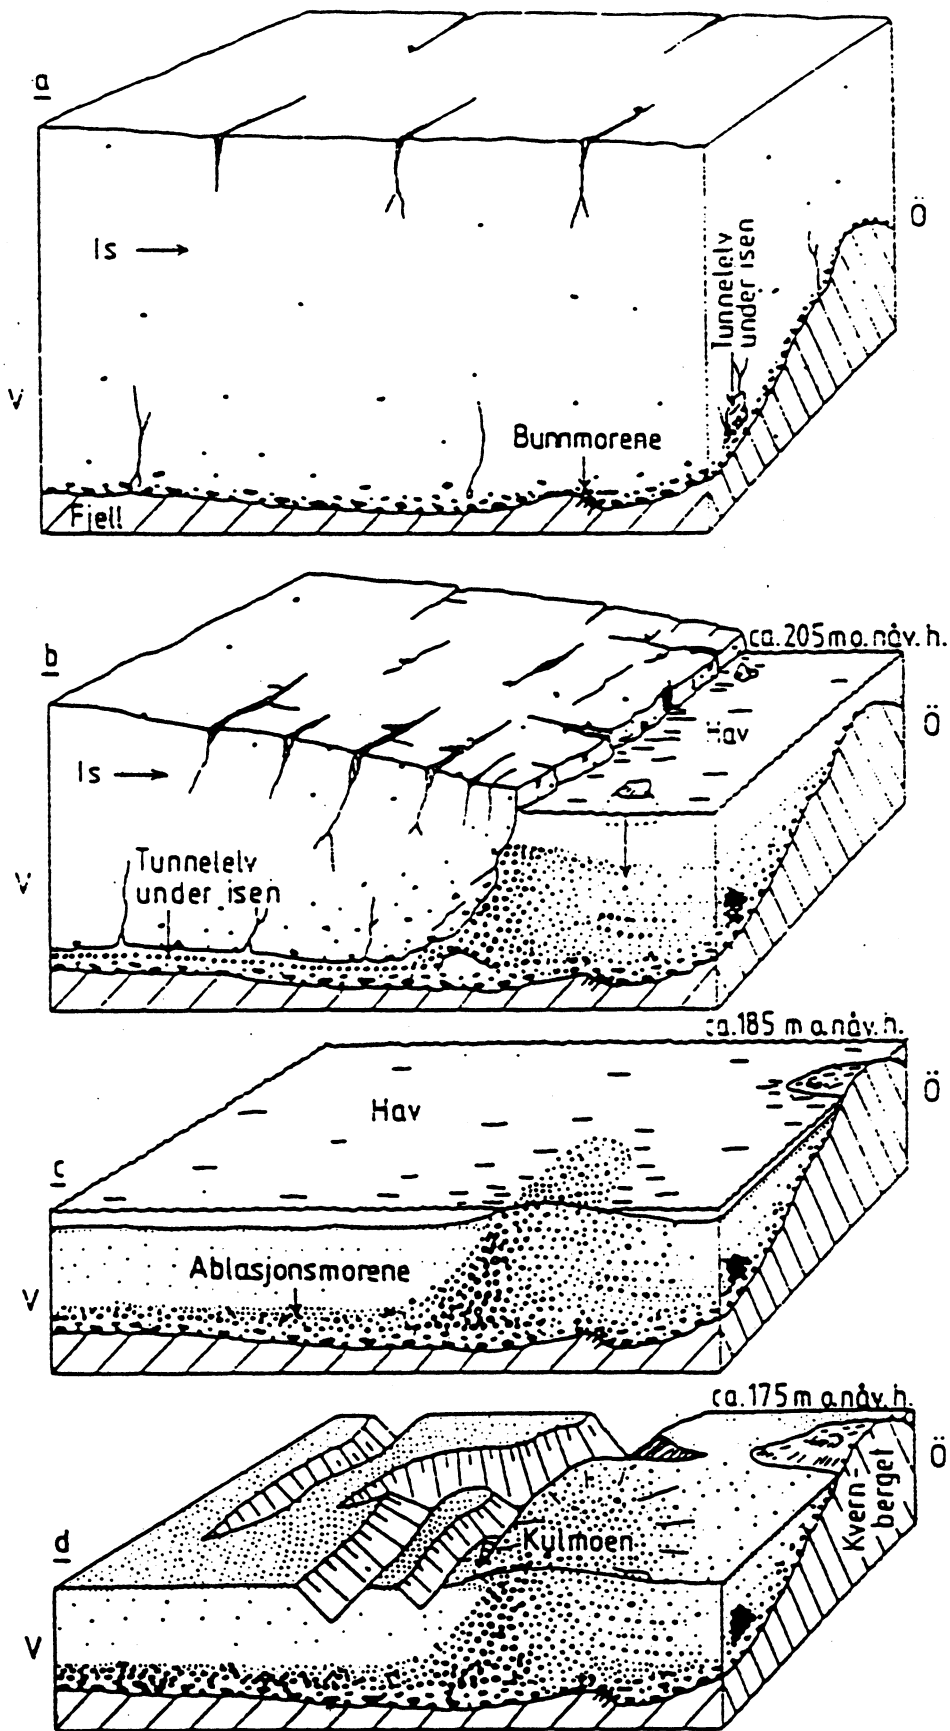 a
Is
V
Ö
Tunnelelv
under isen
Bunnmorene
Fjell
b
ca. 205 m o. nåv. h.
Hav
Ö
Is
V
Tunnelelv
under isen
ca. 185 m o. nåv. h.
Hav
Ö
c
Ablasjonsmorene
V
ca. 175 m o. nåv. h.
Ö
Kvern-
berget
d
Kulmoen
V